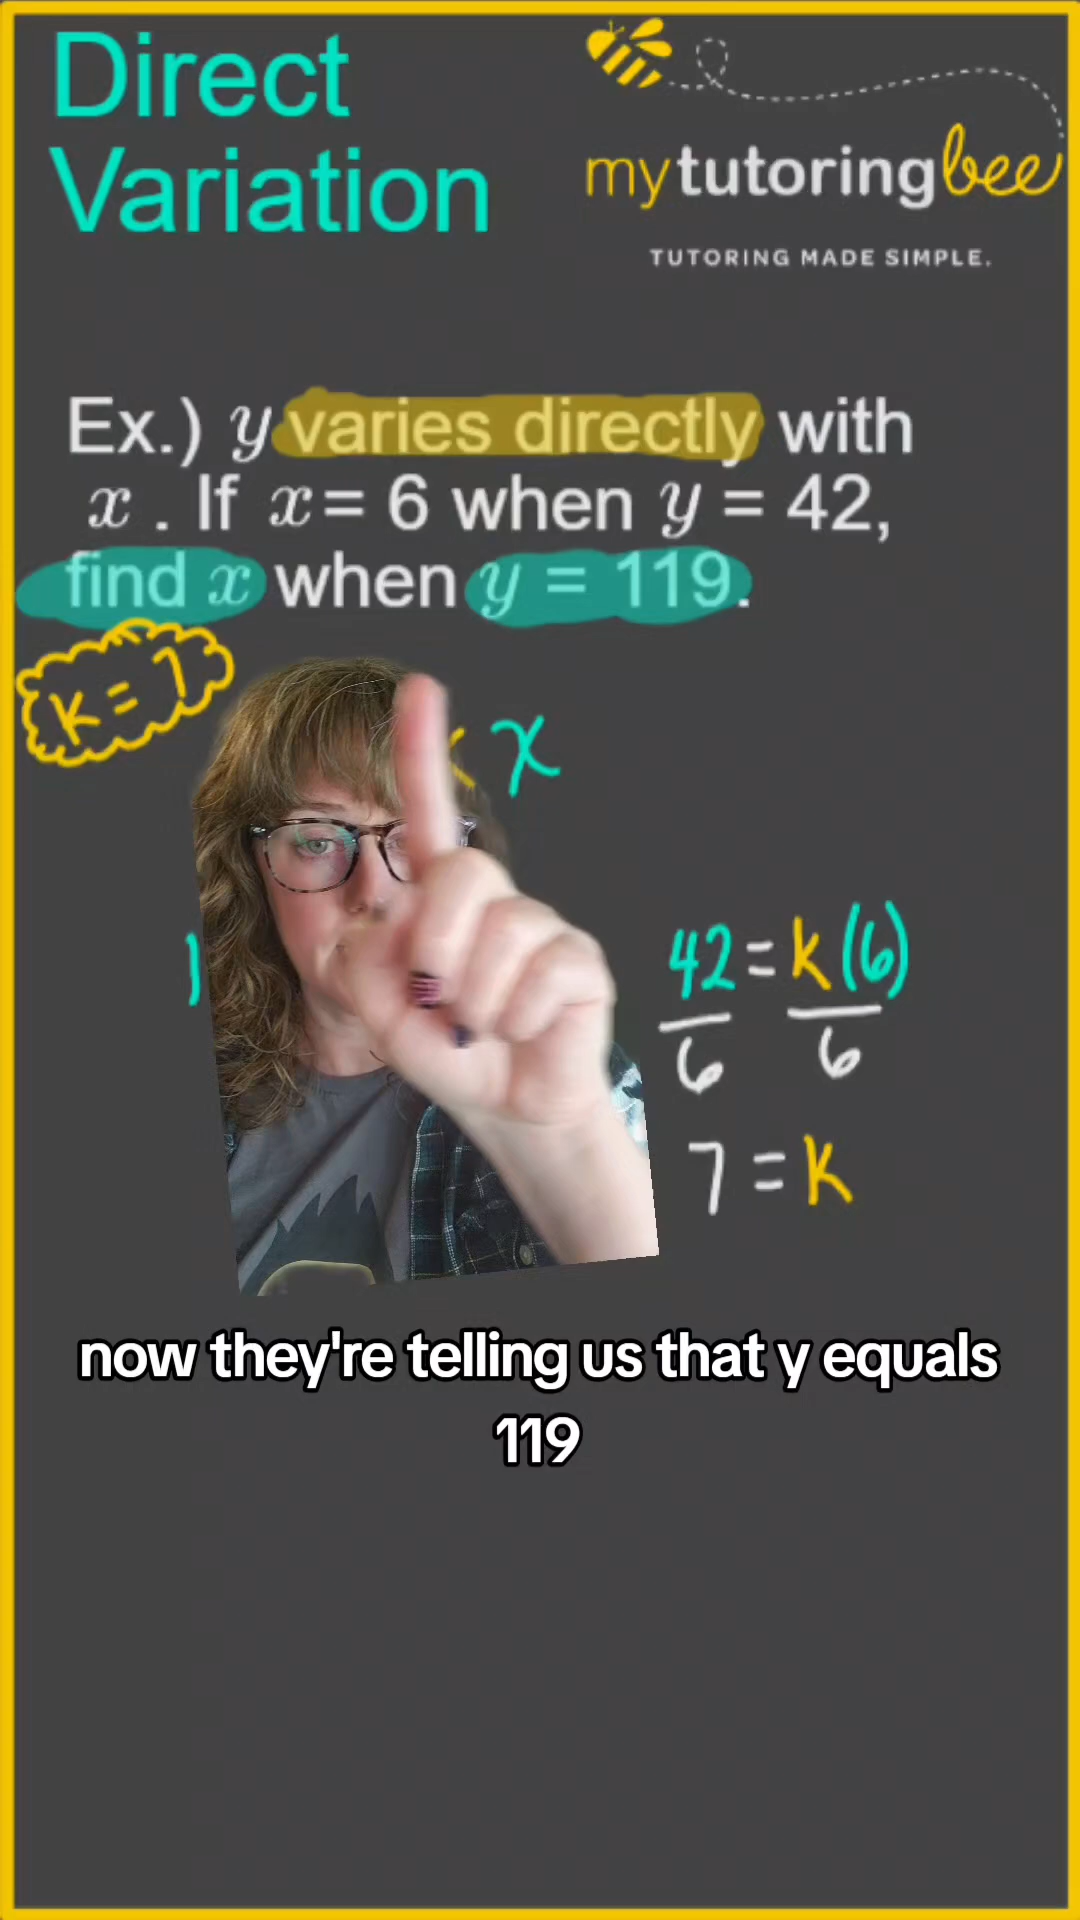 Direct
Variation
mytutoringbee
TUTORING MADE SIMPLE.
Ex.) y varies directly with
x . If x = 6 when y = 42,
find x when y = 119.
k = 7
x
42 = k (6)
6 6
7 = k
now they're telling us that y equals
119